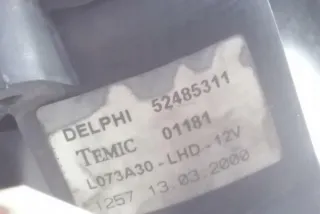 DELPHI 52485311
TEMIC 01181
L073A30-LHD-12V
1257 13.03.2000